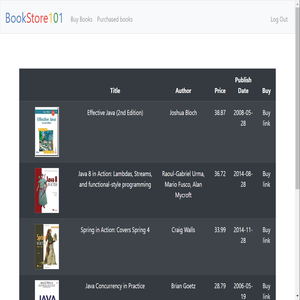 BookStore101 Buy Books Purchased books Log Out
Title Author Price Publish Date Buy
Effective Java (2nd Edition) Joshua Bloch 38.87 2008-05-28 Buy link
Java 8 in Action: Lambdas, Streams, and functional-style programming Raoul-Gabriel Urma, Mario Fusco, Alan Mycroft 36.72 2014-08-28 Buy link
Spring in Action: Covers Spring 4 Craig Walls 33.99 2014-11-28 Buy link
Java Concurrency in Practice Brian Goetz 28.79 2006-05-19 Buy link
JAVA